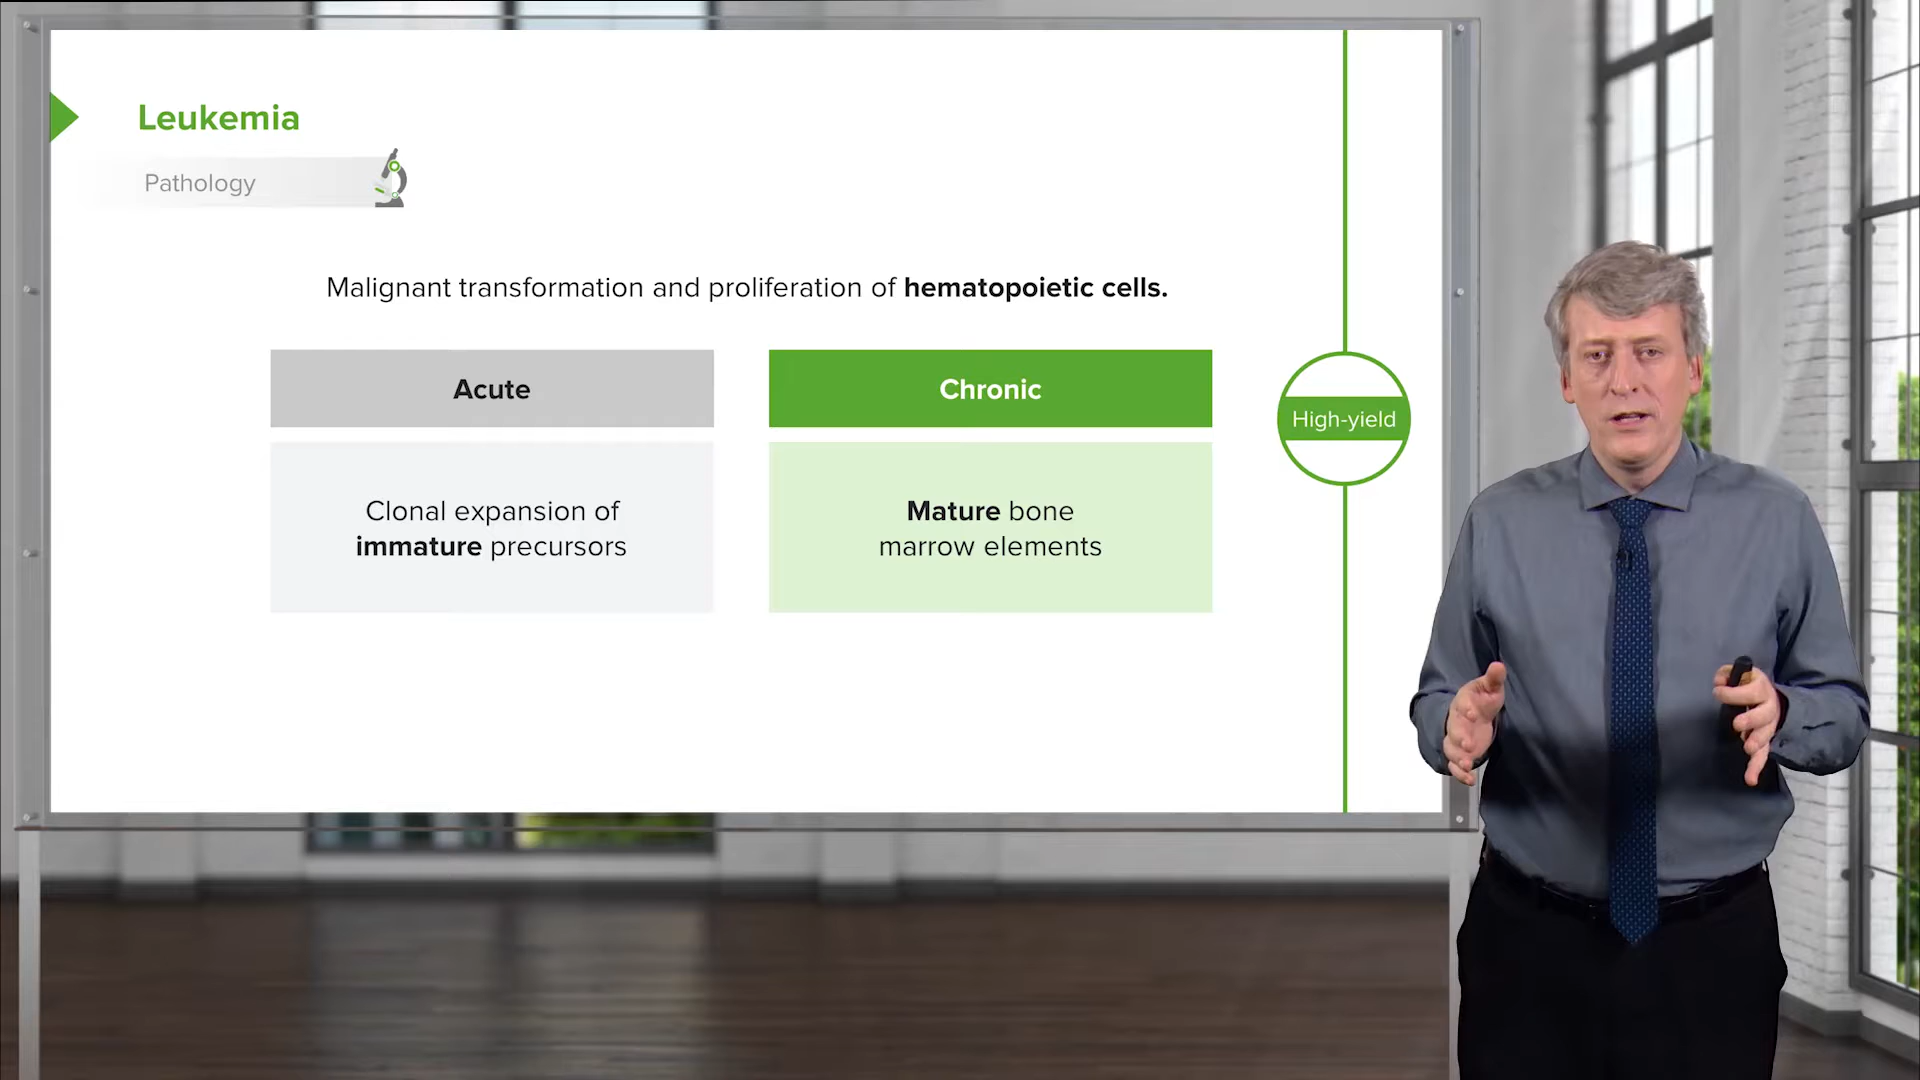 Leukemia
Pathology
Malignant transformation and proliferation of hematopoietic cells.
Acute
Chronic
High-yield
Clonal expansion of
immature precursors
Mature bone
marrow elements